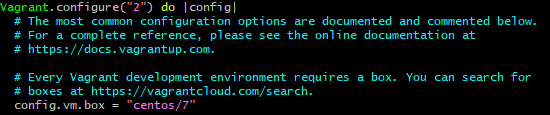 Vagrant.configure("2") do |config|
# The most common configuration options are documented and commented below.
# For a complete reference, please see the online documentation at
# https://docs.vagrantup.com.
# Every Vagrant development environment requires a box. You can search for
# boxes at https://vagrantcloud.com/search.
config.vm.box = "centos/7"